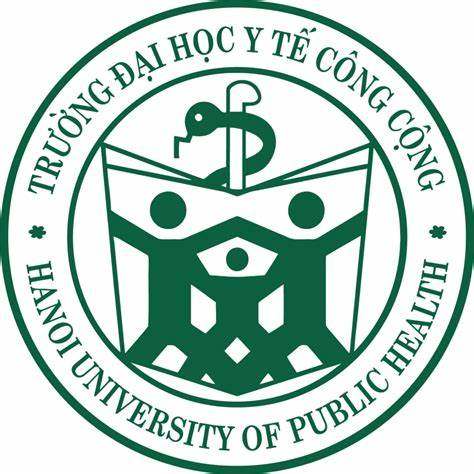 TRƯỜNG ĐẠI HỌC Y TẾ CÔNG CỘNG
HANOI UNIVERSITY OF PUBLIC HEALTH